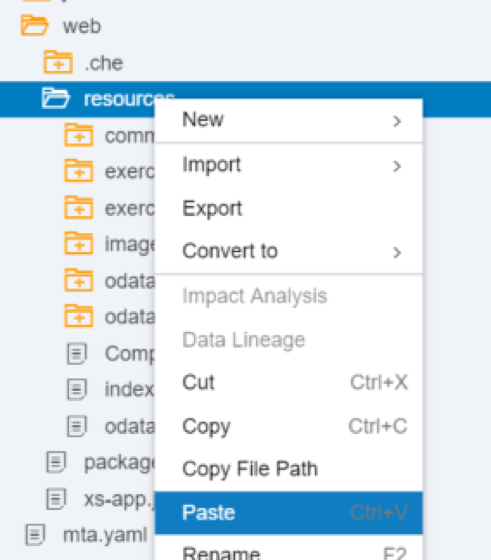 web
.che
resources
New
comm
Import
exerc
Export
exerc
image
Convert to
odata
Impact Analysis
odata
Data Lineage
Comp
Cut Ctrl+X
index
Copy Ctrl+C
odata
package
Copy File Path
xs-app.
Paste Ctrl+V
mta.yaml
Rename F2